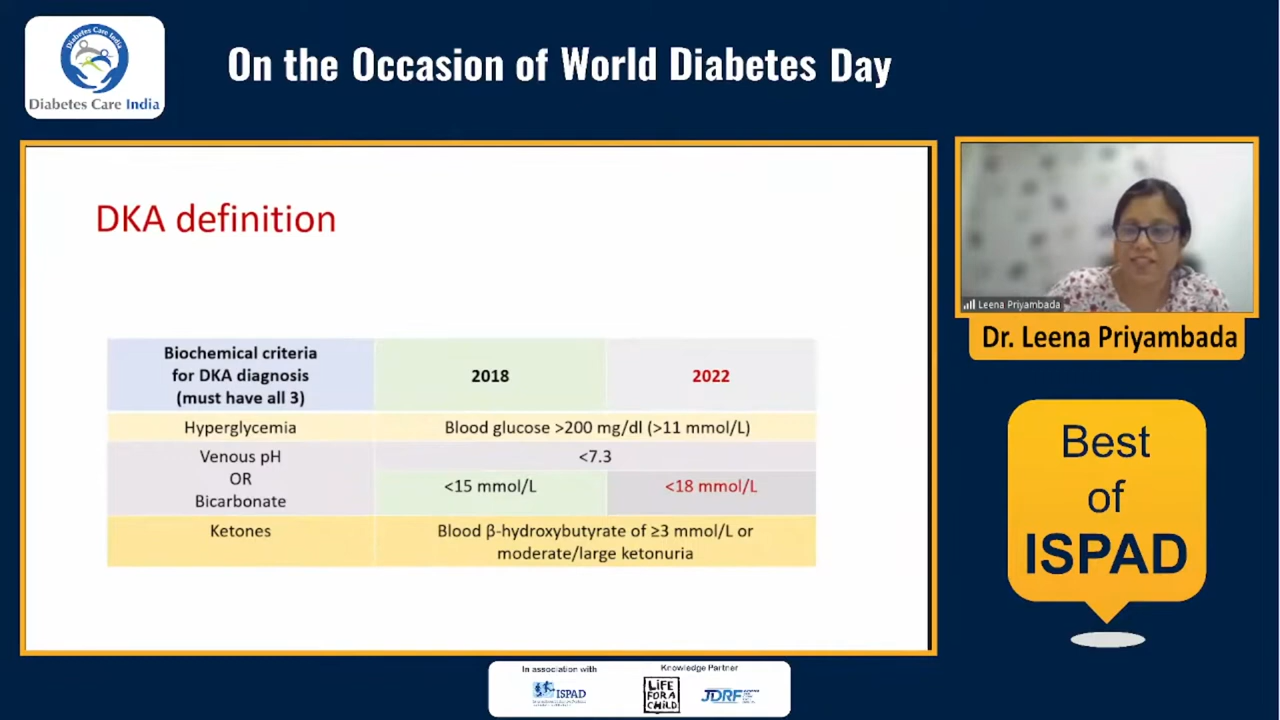 Diabetes Care India
Diabetes Care India
On the Occasion of World Diabetes Day
DKA definition
Biochemical criteria
for DKA diagnosis
(must have all 3)
2018
2022
Hyperglycemia
Blood glucose >200 mg/dl (>11 mmol/L)
Venous pH
OR
Bicarbonate
<7.3
<15 mmol/L
<18 mmol/L
Ketones
Blood β-hydroxybutyrate of ≥3 mmol/L or
moderate/large ketonuria
Leena Priyambada
Dr. Leena Priyambada
Best
of
ISPAD
In association with
ISPAD
Knowledge Partner
LiFE
FOR A
CHILD
JDRF